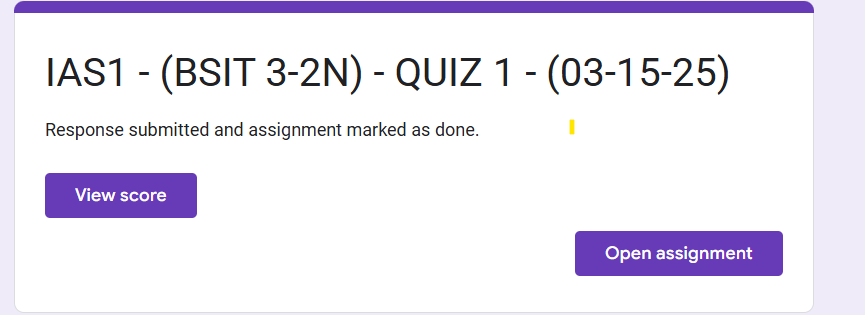 IAS1 - (BSIT 3-2N) - QUIZ 1 - (03-15-25)
Response submitted and assignment marked as done.
View score
Open assignment